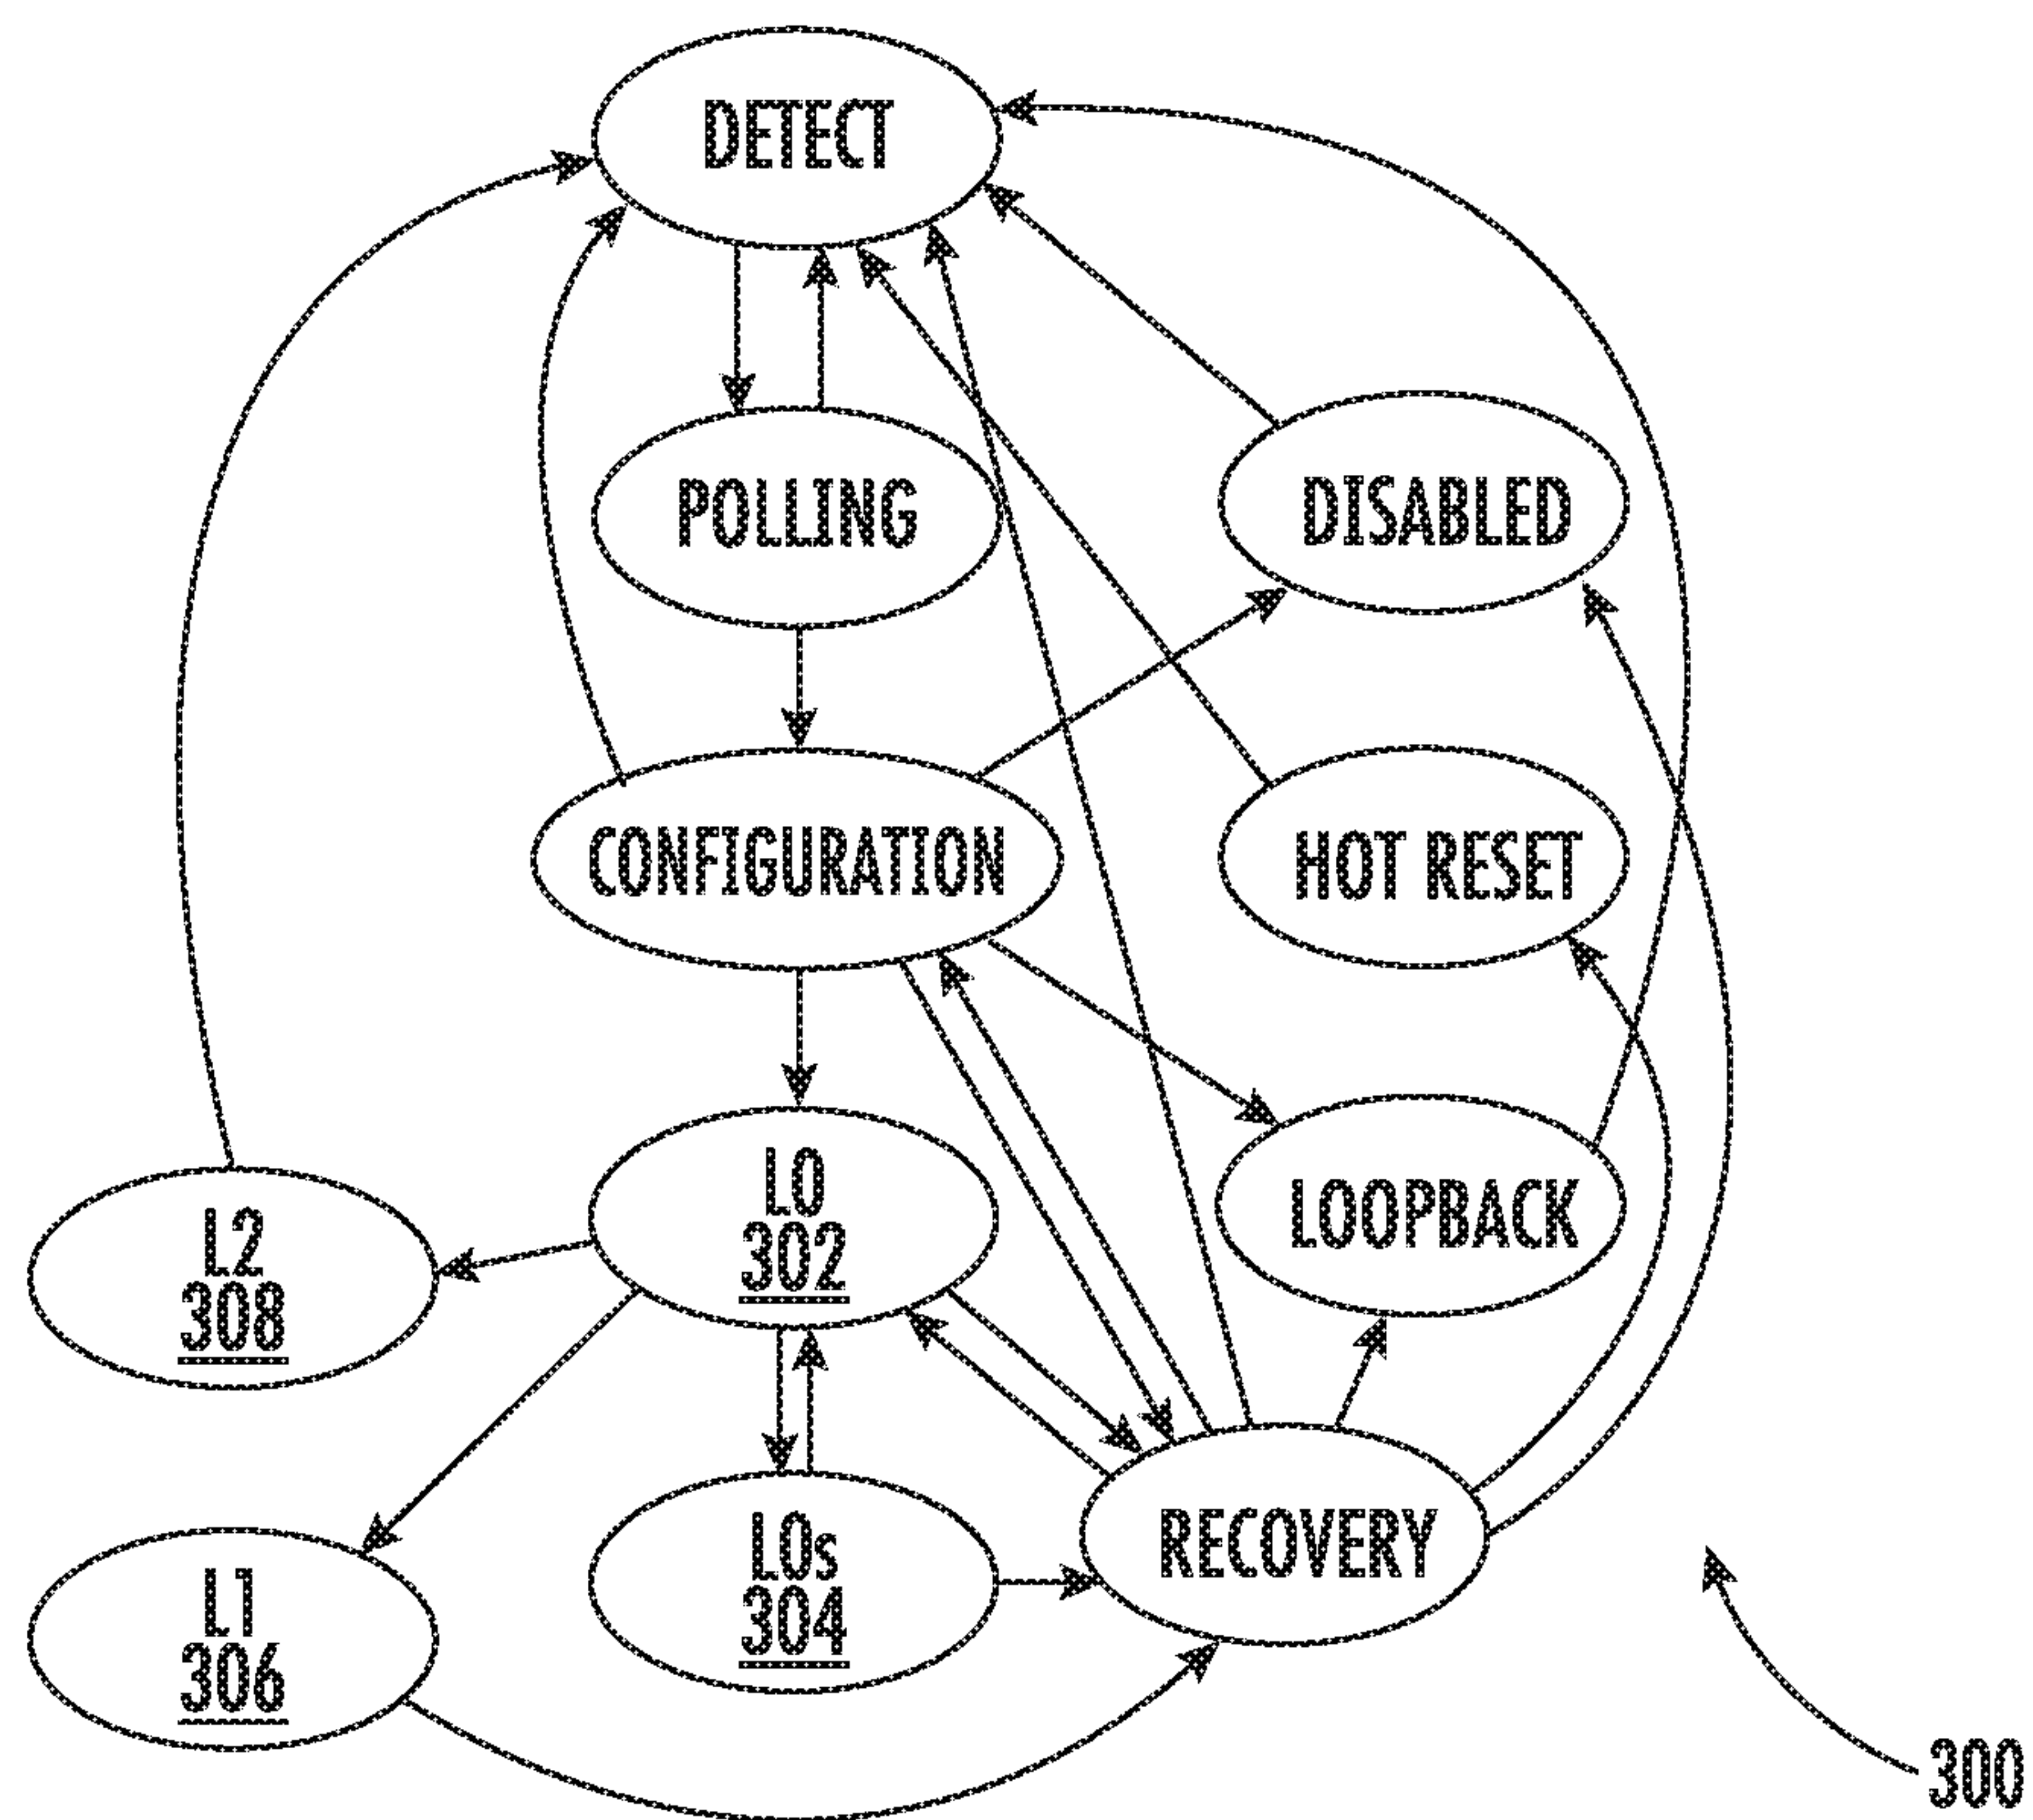 DETECT
POLLING
DISABLED
CONFIGURATION
HOT RESET
L0
302
LOOPBACK
L2
308
L0s
304
RECOVERY
L1
306
300